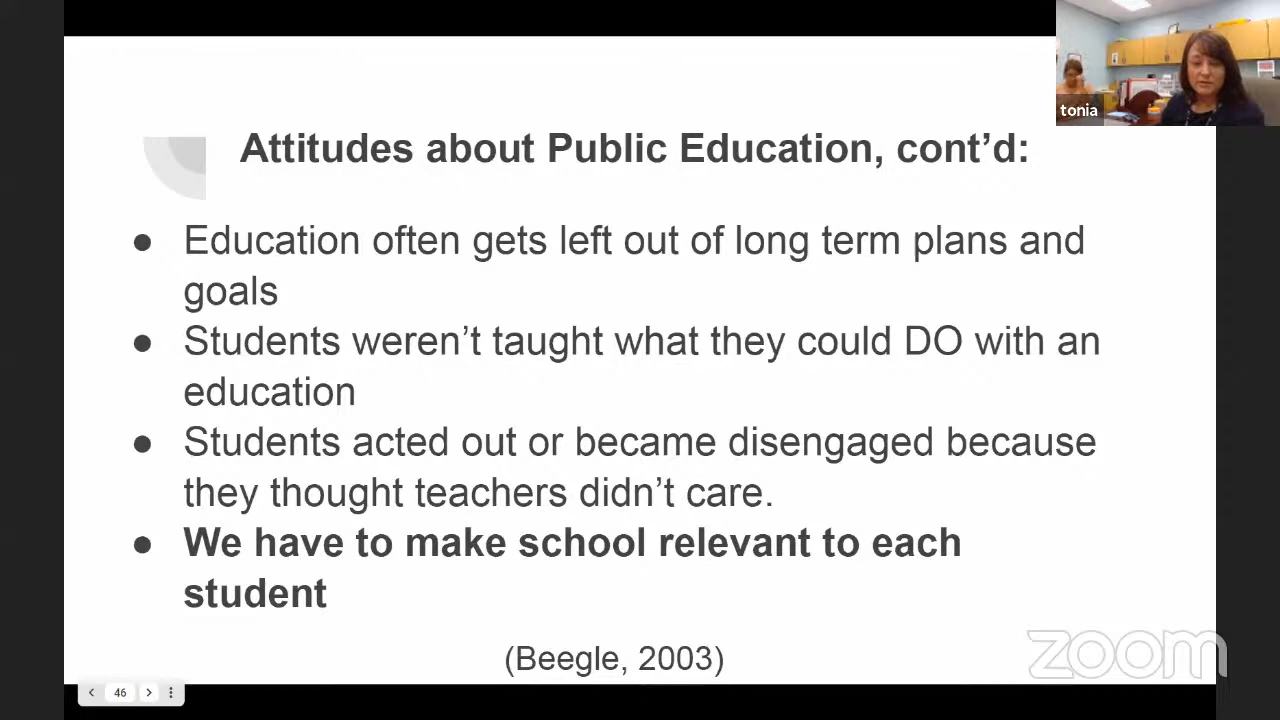 tonia
Attitudes about Public Education, cont’d:
● Education often gets left out of long term plans and
goals
● Students weren’t taught what they could DO with an
education
● Students acted out or became disengaged because
they thought teachers didn’t care.
● We have to make school relevant to each
student
(Beegle, 2003)
zoom
46